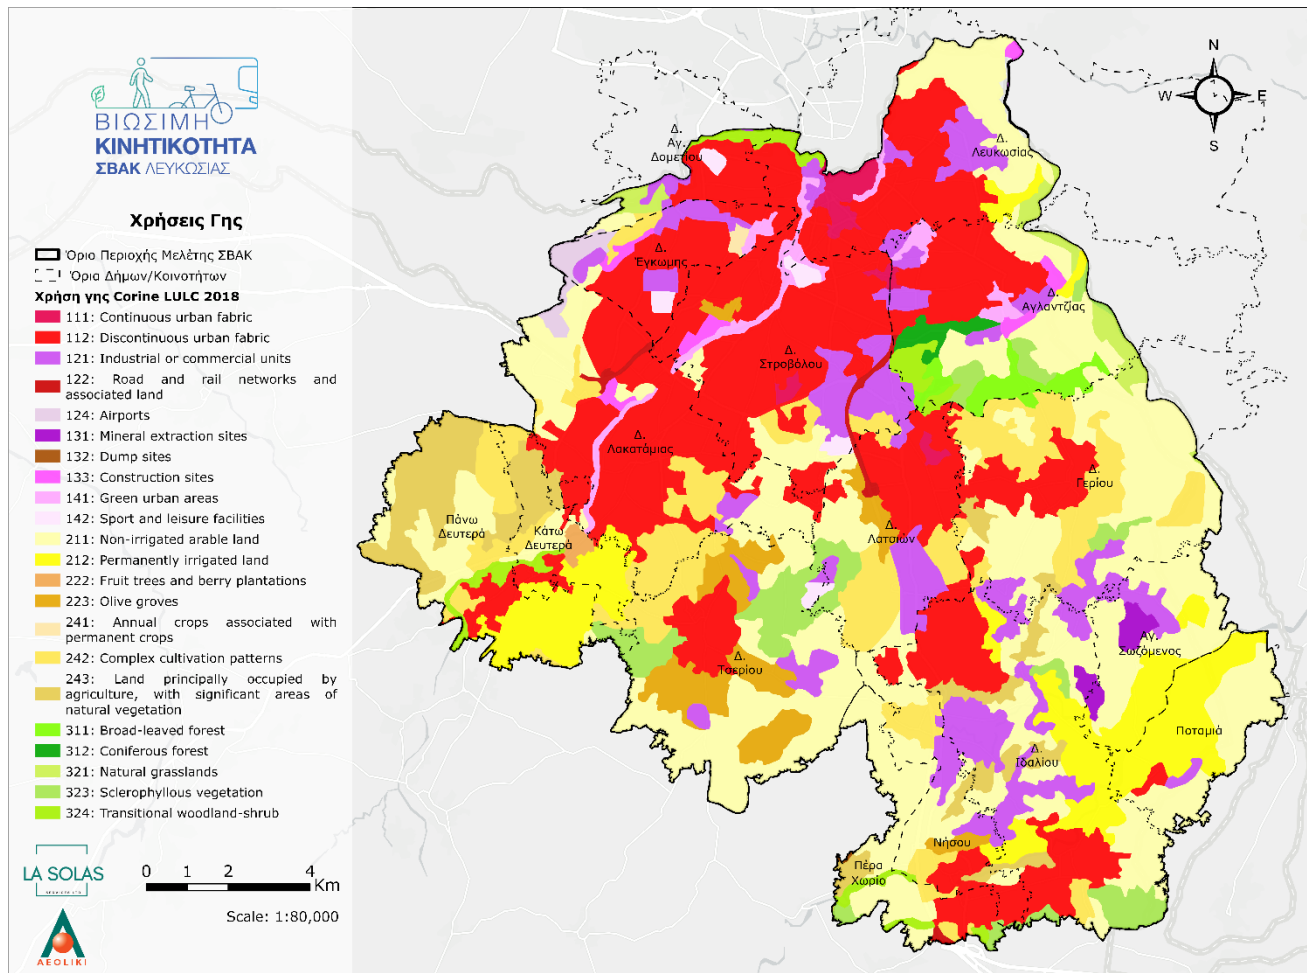 ΒΙΩΣΙΜΗ
ΚΙΝΗΤΙΚΟΤΗΤΑ
ΣΒΑΚ ΛΕΥΚΩΣΙΑΣ
Χρήσεις Γης
Όριο Περιοχής Μελέτης ΣΒΑΚ
Όρια Δήμων/Κοινοτήτων
Χρήση γης Corine LULC 2018
111: Continuous urban fabric
112: Discontinuous urban fabric
121: Industrial or commercial units
122: Road and rail networks and
associated land
124: Airports
131: Mineral extraction sites
132: Dump sites
133: Construction sites
141: Green urban areas
142: Sport and leisure facilities
211: Non-irrigated arable land
212: Permanently irrigated land
222: Fruit trees and berry plantations
223: Olive groves
241: Annual crops associated with
permanent crops
242: Complex cultivation patterns
243: Land principally occupied by
agriculture, with significant areas of
natural vegetation
311: Broad-leaved forest
312: Coniferous forest
321: Natural grasslands
323: Sclerophyllous vegetation
324: Transitional woodland-shrub
LA SOLAS
AEOLIKI
0 1 2 4
Km
Scale: 1:80,000
N
W E
S
Δ.
Αγ.
Δομετίου
Δ.
Λευκωσίας
Δ.
Έγκωμης
Δ.
Αγλαντζίας
Δ.
Στροβόλου
Δ.
Λακατάμιας
Δ.
Γερίου
Πάνω
Δευτερά
Κάτω
Δευτερά
Δ.
Λατσιών
Αγ.
Σωζόμενος
Δ.
Τσερίου
Ποταμιά
Δ.
Ιδαλίου
Νήσου
Πέρα
Χωρίο